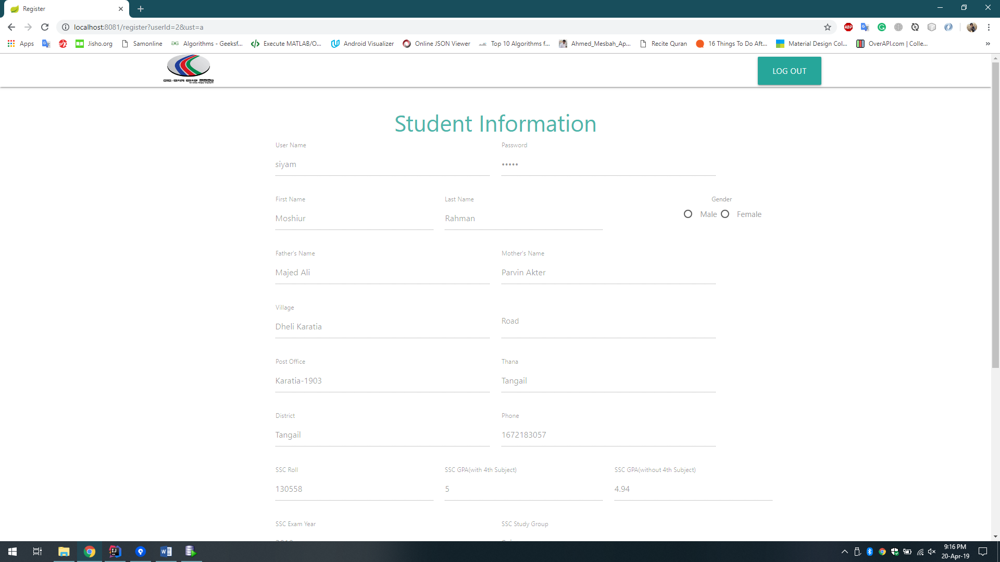 Register
localhost:8081/register?userId=2&ust=a
ABP
Apps
Jisho.org
Samonline
Algorithms - Geeksf...
Execute MATLAB/O...
Android Visualizer
Online JSON Viewer
Top 10 Algorithms f...
Ahmed_Mesbah_Ap...
Recite Quran
16 Things To Do Aft...
Material Design Col...
OverAPI.com | Colle...
»
LOG OUT
Student Information
User Name
Password
siyam
•••••
First Name
Last Name
Gender
Moshiur
Rahman
Male
Female
Father's Name
Mother's Name
Majed Ali
Parvin Akter
Village
Dheli Karatia
Road
Post Office
Thana
Karatia-1903
Tangail
District
Phone
Tangail
1672183057
SSC Roll
SSC GPA(with 4th Subject)
SSC GPA(without 4th Subject)
130558
5
4.94
SSC Exam Year
SSC Study Group
9:16 PM
20-Apr-19